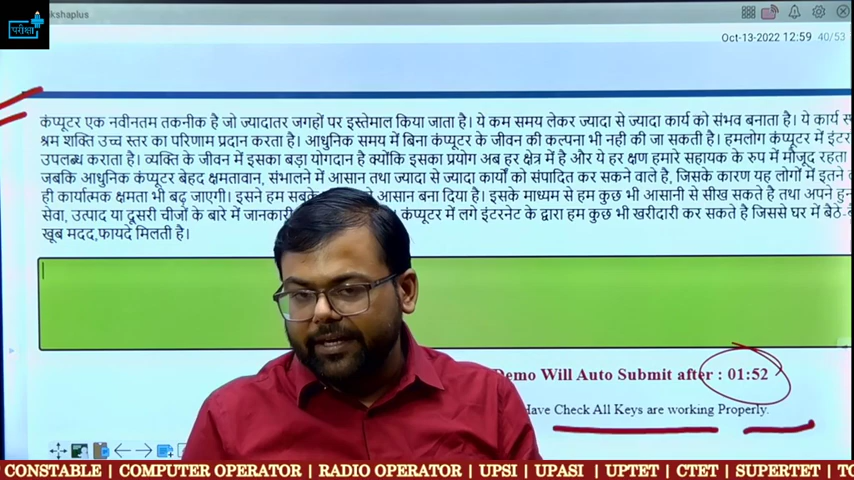 परीक्षा
kshaplus
Oct-13-2022 12:59 40/53
कंप्यूटर एक नवीनतम तकनीक है जो ज्यादातर जगहों पर इस्तेमाल किया जाता है। ये कम समय लेकर ज्यादा से ज्यादा कार्य को संभव बनाता है। ये कार्य स
श्रम शक्ति उच्च स्तर का परिणाम प्रदान करता है। आधुनिक समय में बिना कंप्यूटर के जीवन की कल्पना भी नही की जा सकती है। हमलोग कंप्यूटर में इंटर
उपलब्ध कराता है। व्यक्ति के जीवन में इसका बड़ा योगदान है क्योंकि इसका प्रयोग अब हर क्षेत्र में है और ये हर क्षण हमारे सहायक के रुप में मौजूद रहता
जबकि आधुनिक कंप्यूटर बेहद क्षमतावान, संभालने में आसान तथा ज्यादा से ज्यादा कार्यों को संपादित कर सकने वाले है, जिसके कारण यह लोगों में इतने
ही कार्यात्मक क्षमता भी बढ़ जाएगी। इसने हम सबके आसान बना दिया है। इसके माध्यम से हम कुछ भी आसानी से सीख सकते है तथा अपने हुन
सेवा, उत्पाद या दूसरी चीजों के बारे में जानकारी कंप्यूटर में लगे इंटरनेट के द्वारा हम कुछ भी खरीदारी कर सकते है जिससे घर में बैठे-बै
खूब मदद,फायदे मिलती है।
Demo Will Auto Submit after : 01:52
Have Check All Keys are working Properly.
CONSTABLE | COMPUTER OPERATOR | RADIO OPERATOR | UPSI | UPASI | UPTET | CTET | SUPERTET | TG